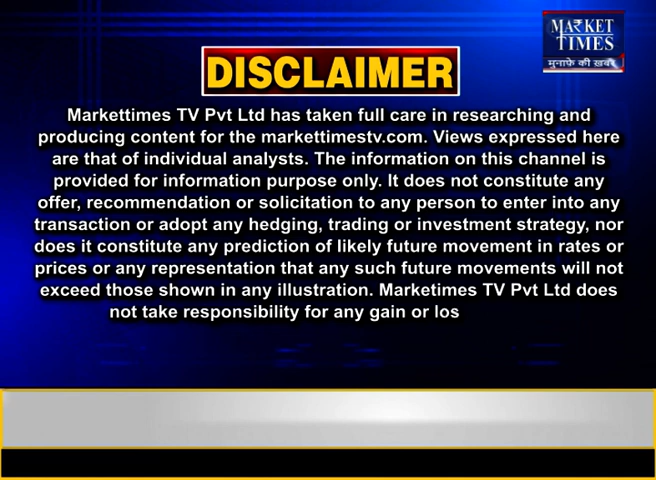 MARKET
TIMES
मुनाफे की ख़बर
DISCLAIMER
Markettimes TV Pvt Ltd has taken full care in researching and
producing content for the markettimestv.com. Views expressed here
are that of individual analysts. The information on this channel is
provided for information purpose only. It does not constitute any
offer, recommendation or solicitation to any person to enter into any
transaction or adopt any hedging, trading or investment strategy, nor
does it constitute any prediction of likely future movement in rates or
prices or any representation that any such future movements will not
exceed those shown in any illustration. Marketimes TV Pvt Ltd does
not take responsibility for any gain or los